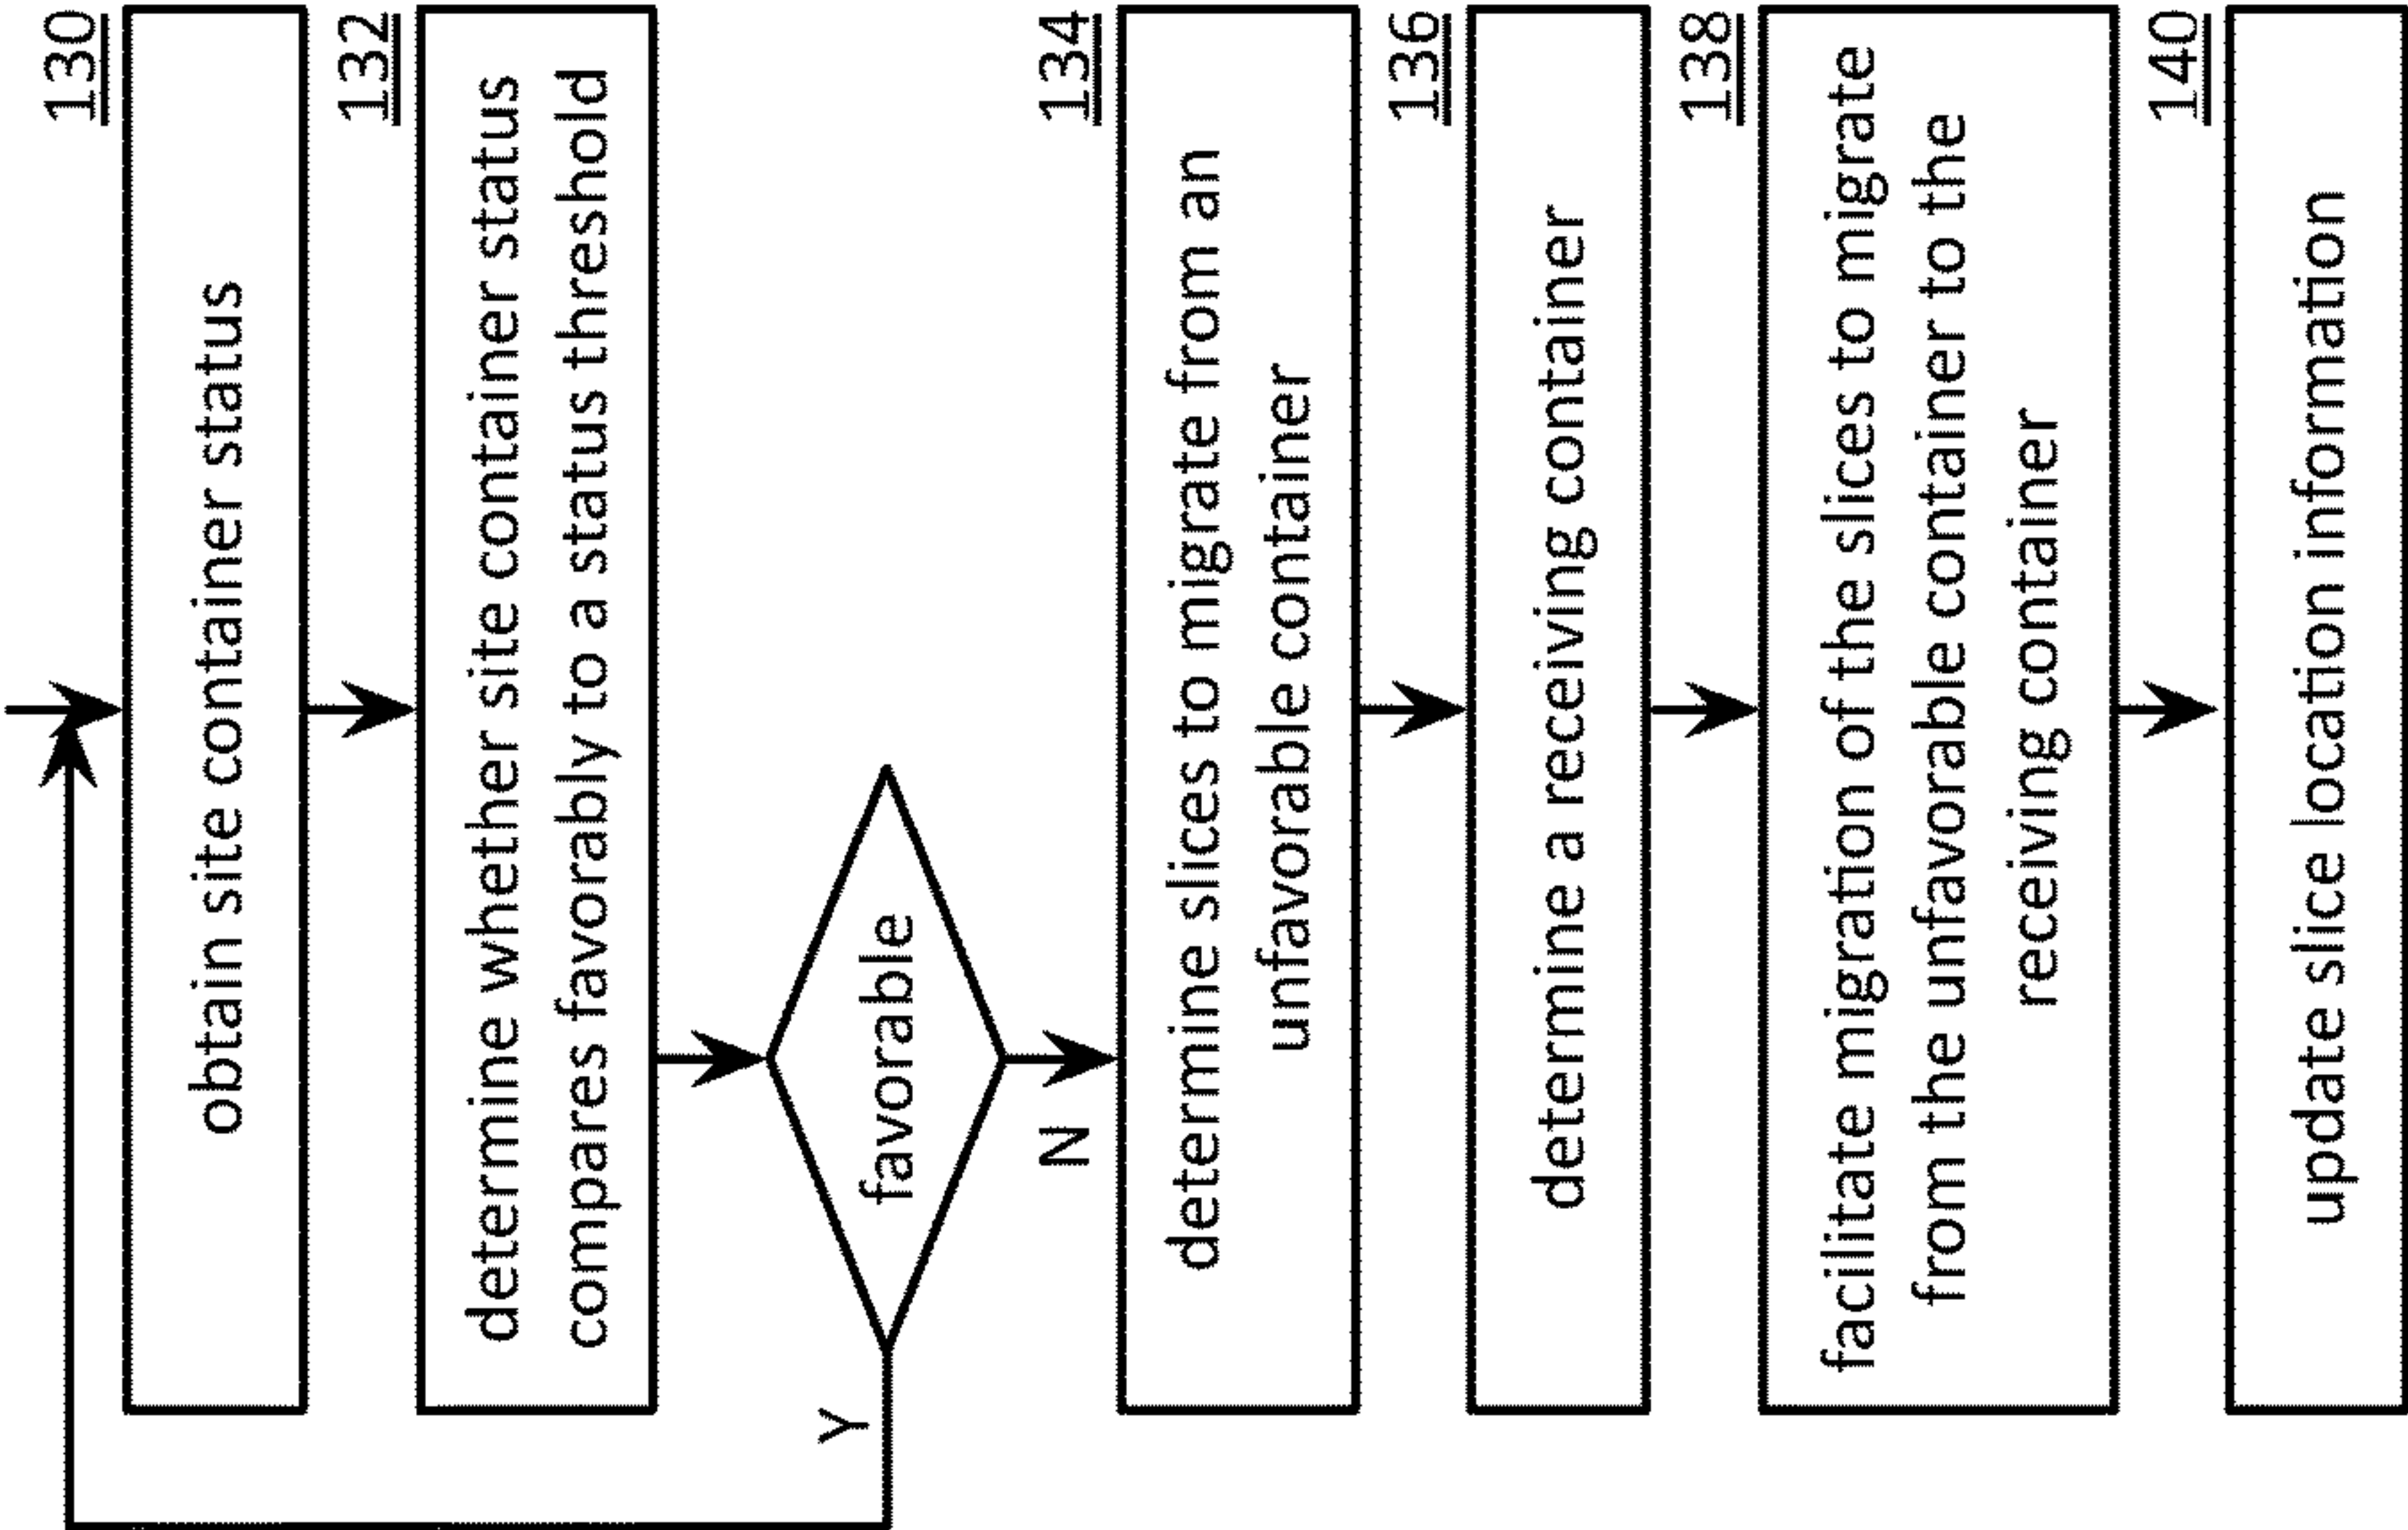 130
obtain site container status
132
determine whether site container status
compares favorably to a status threshold
favorable
Y
N
134
determine slices to migrate from an
unfavorable container
136
determine a receiving container
138
facilitate migration of the slices to migrate
from the unfavorable container to the
receiving container
140
update slice location information